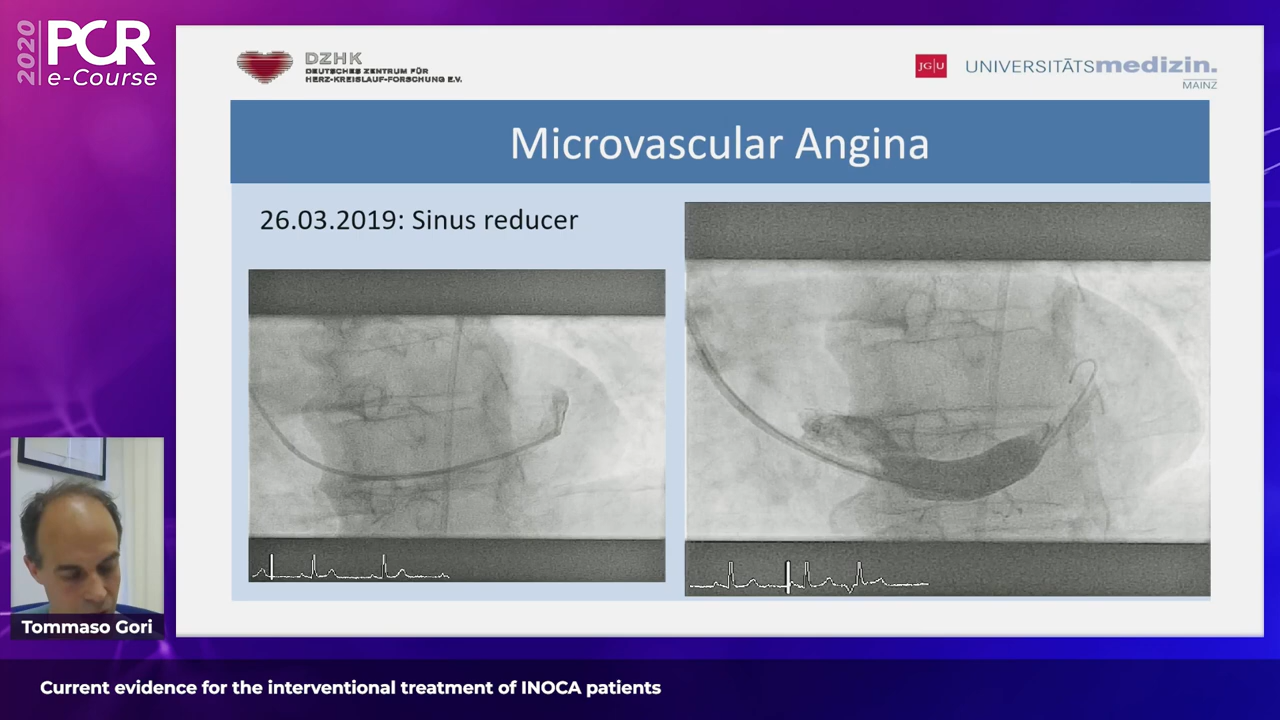 2020
PCR
e-Course
DZHK
DEUTSCHES ZENTRUM FÜR
HERZ-KREISLAUF-FORSCHUNG E.V.
JG|U
UNIVERSITÄTSmedizin.
MAINZ
Microvascular Angina
26.03.2019: Sinus reducer
Tommaso Gori
Current evidence for the interventional treatment of INOCA patients